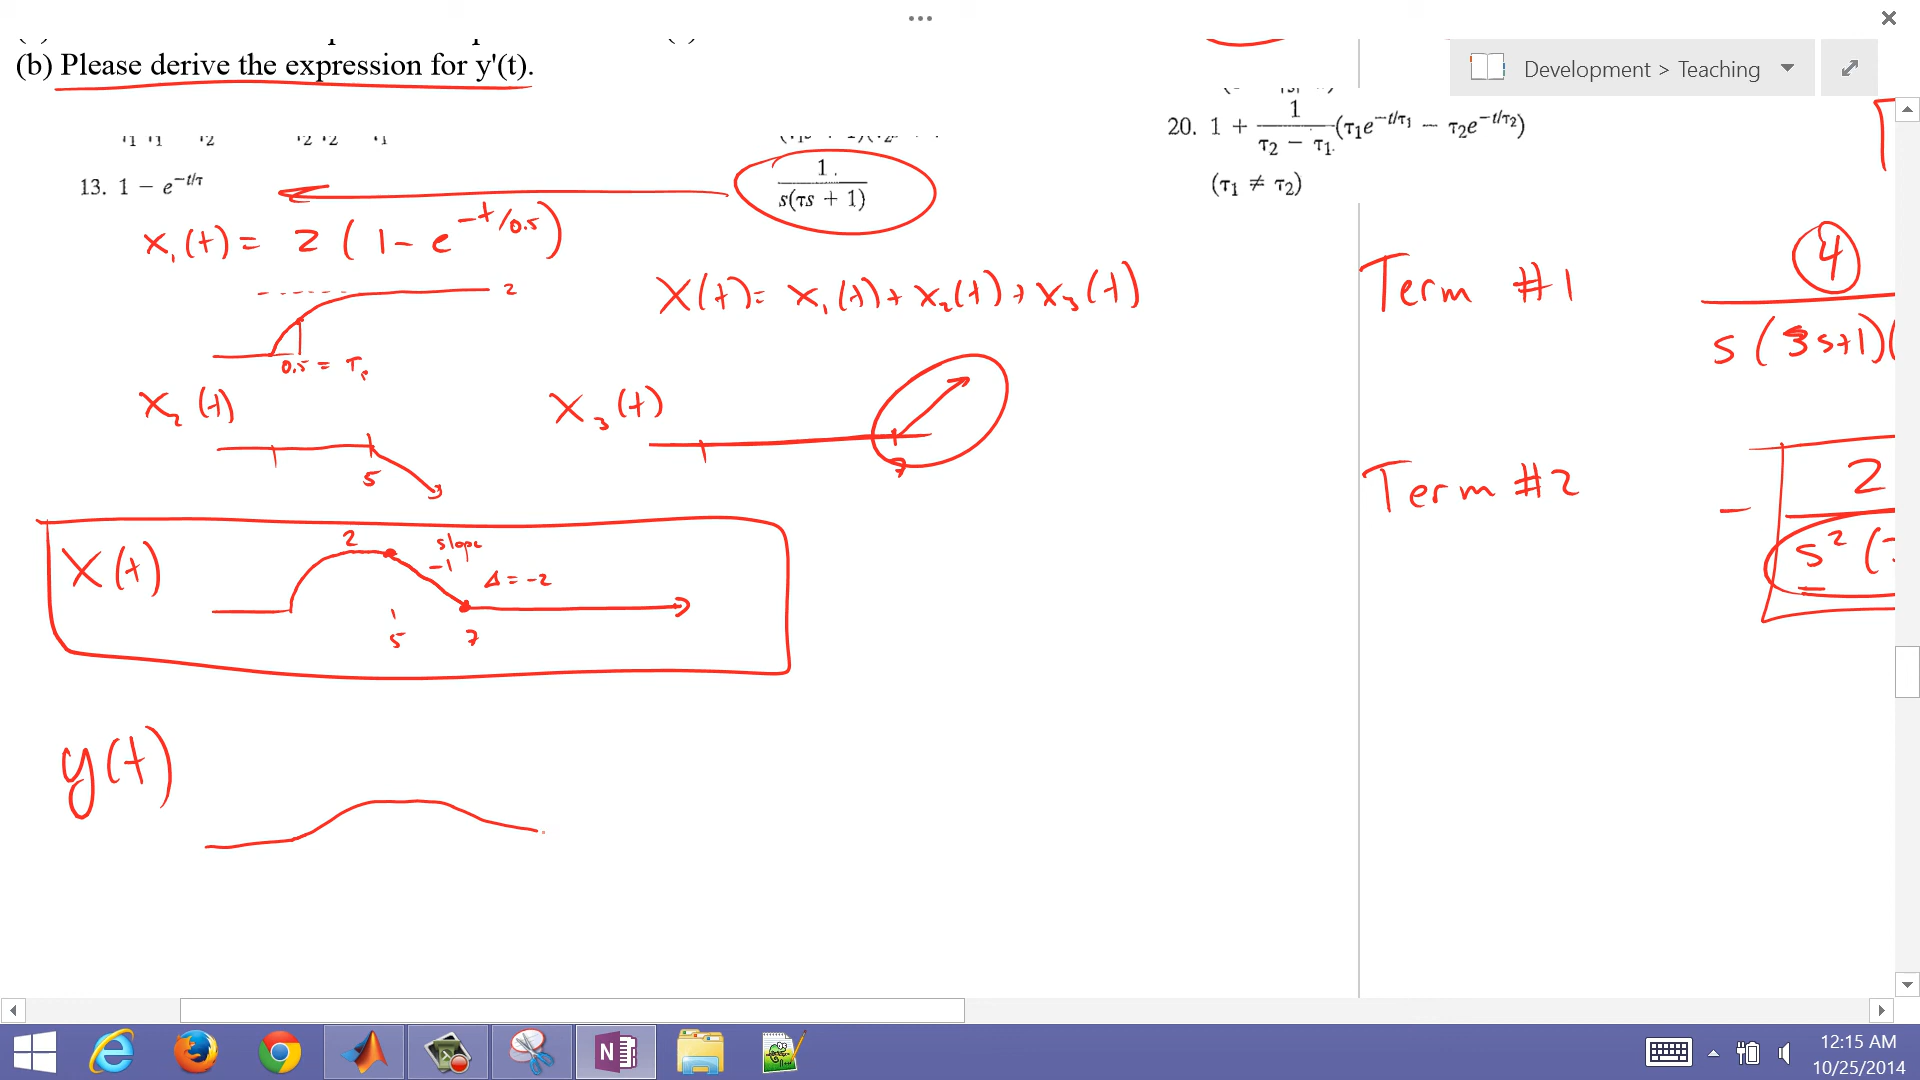 (b) Please derive the expression for y'(t).
Development > Teaching
13. 1 − e^{−t/τ}
1
s(τs + 1)
20. 1 + 1/(τ₂ − τ₁) (τ₁e^{−t/τ₁} − τ₂e^{−t/τ₂})
(τ₁ ≠ τ₂)
x₁(t) = 2 ( 1 - e^{-t/0.5} )
2
0.5 =
X(t) = x₁(t) + x₂(t) + x₃(t)
Term #1
4
s ( 3s+1)(
x₂(t)
5
x₃(t)
7
Term #2
- 2
s² (
X(t)
2
slope
-1
Δ = -2
5
7
y(t)
N
12:15 AM
10/25/2014